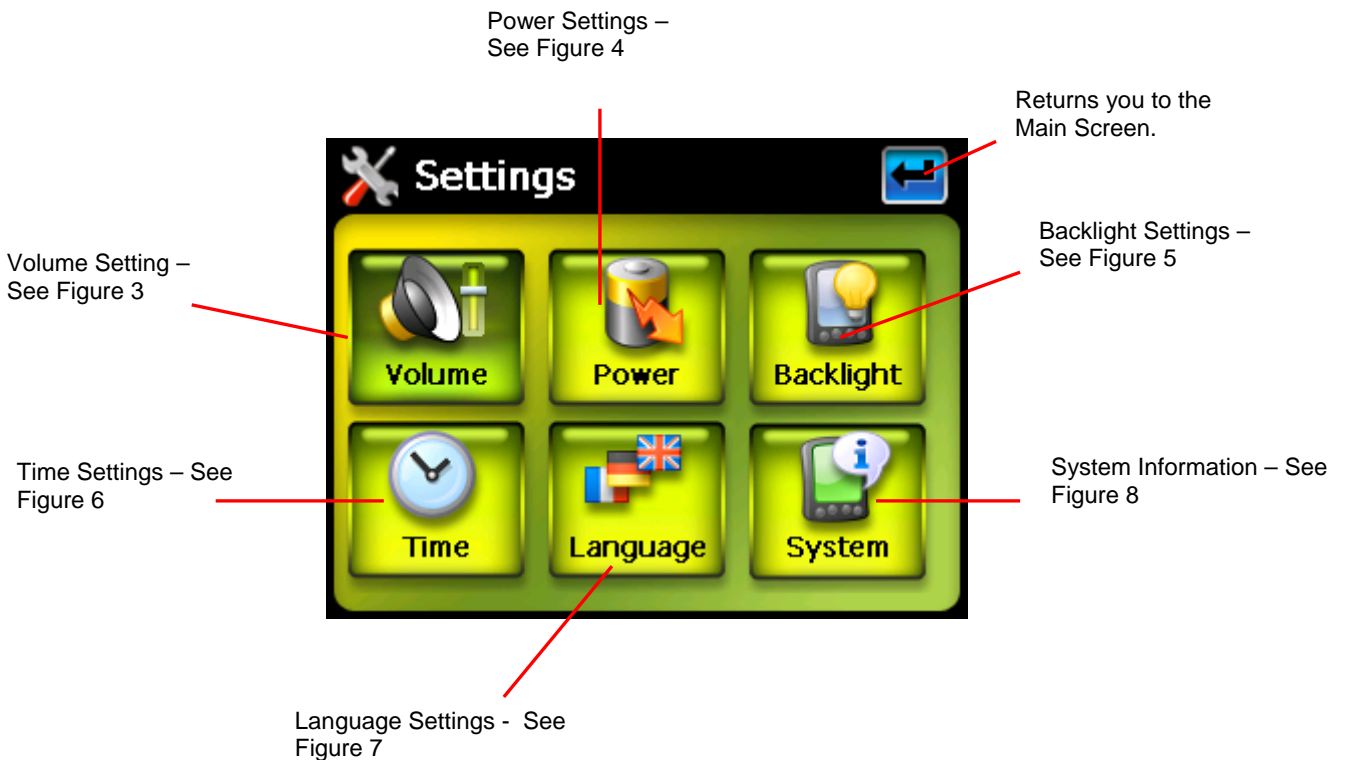 Power Settings –
See Figure 4
Returns you to the
Main Screen.
Settings
Backlight Settings –
See Figure 5
Volume Setting –
See Figure 3
Volume
Power
Backlight
Time Settings – See
Figure 6
System Information – See
Figure 8
Time
Language
System
Language Settings -  See
Figure 7